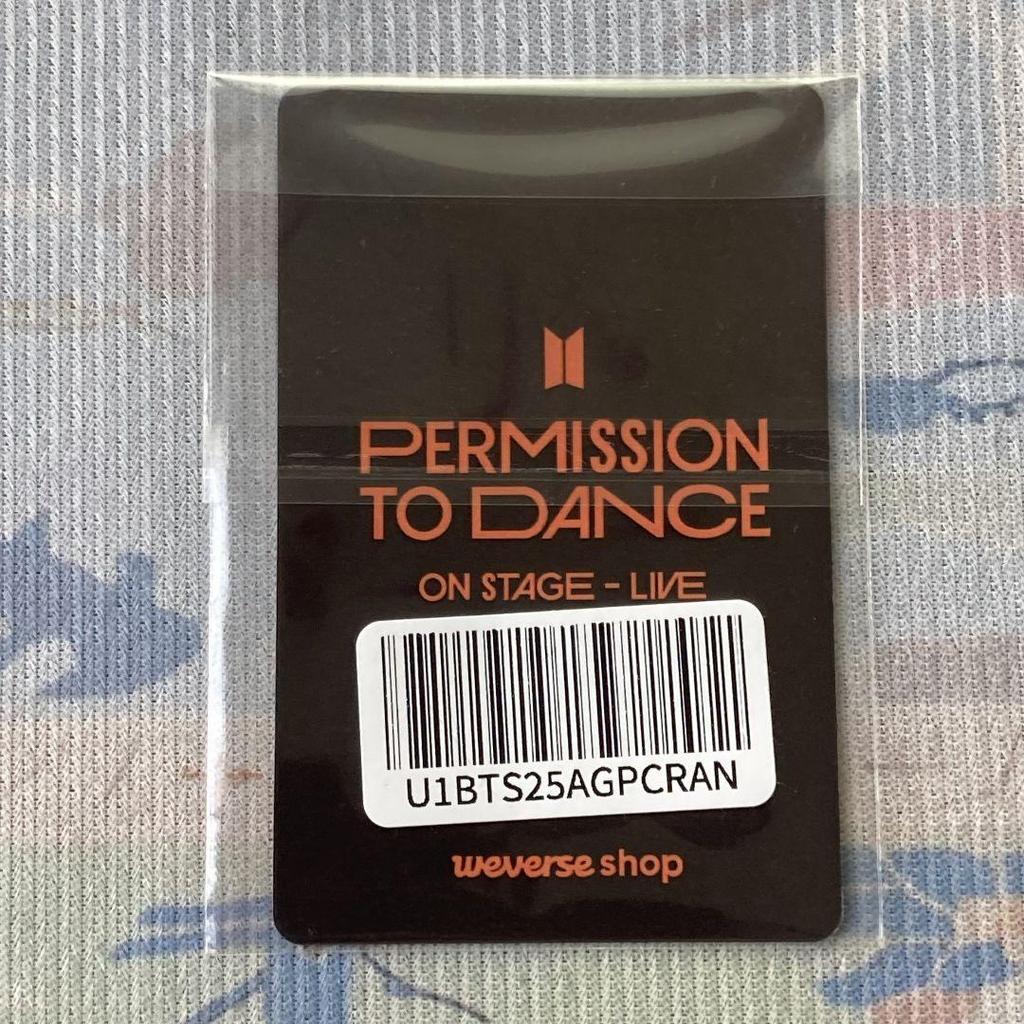 PERMISSION
TO DANCE
ON STAGE - LIVE
U1BTS25AGPCRAN
weverse shop